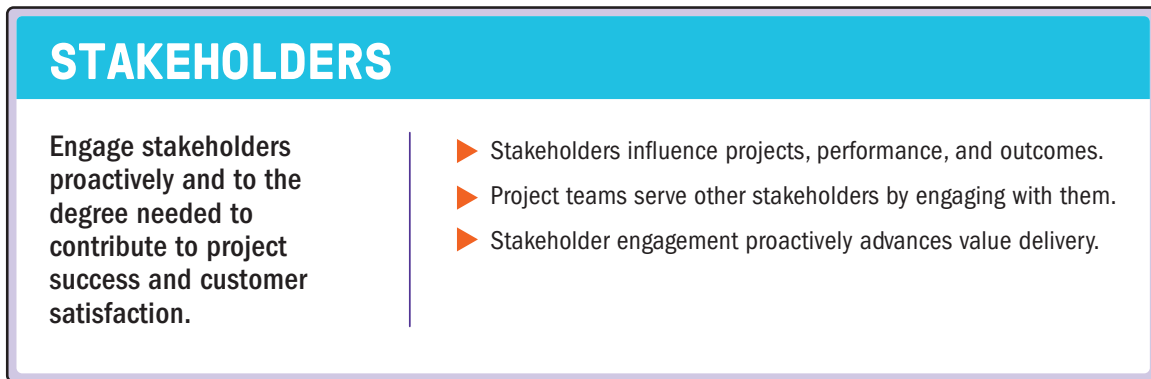 STAKEHOLDERS
Engage stakeholders
proactively and to the
degree needed to
contribute to project
success and customer
satisfaction.
Stakeholders influence projects, performance, and outcomes.
Project teams serve other stakeholders by engaging with them.
Stakeholder engagement proactively advances value delivery.